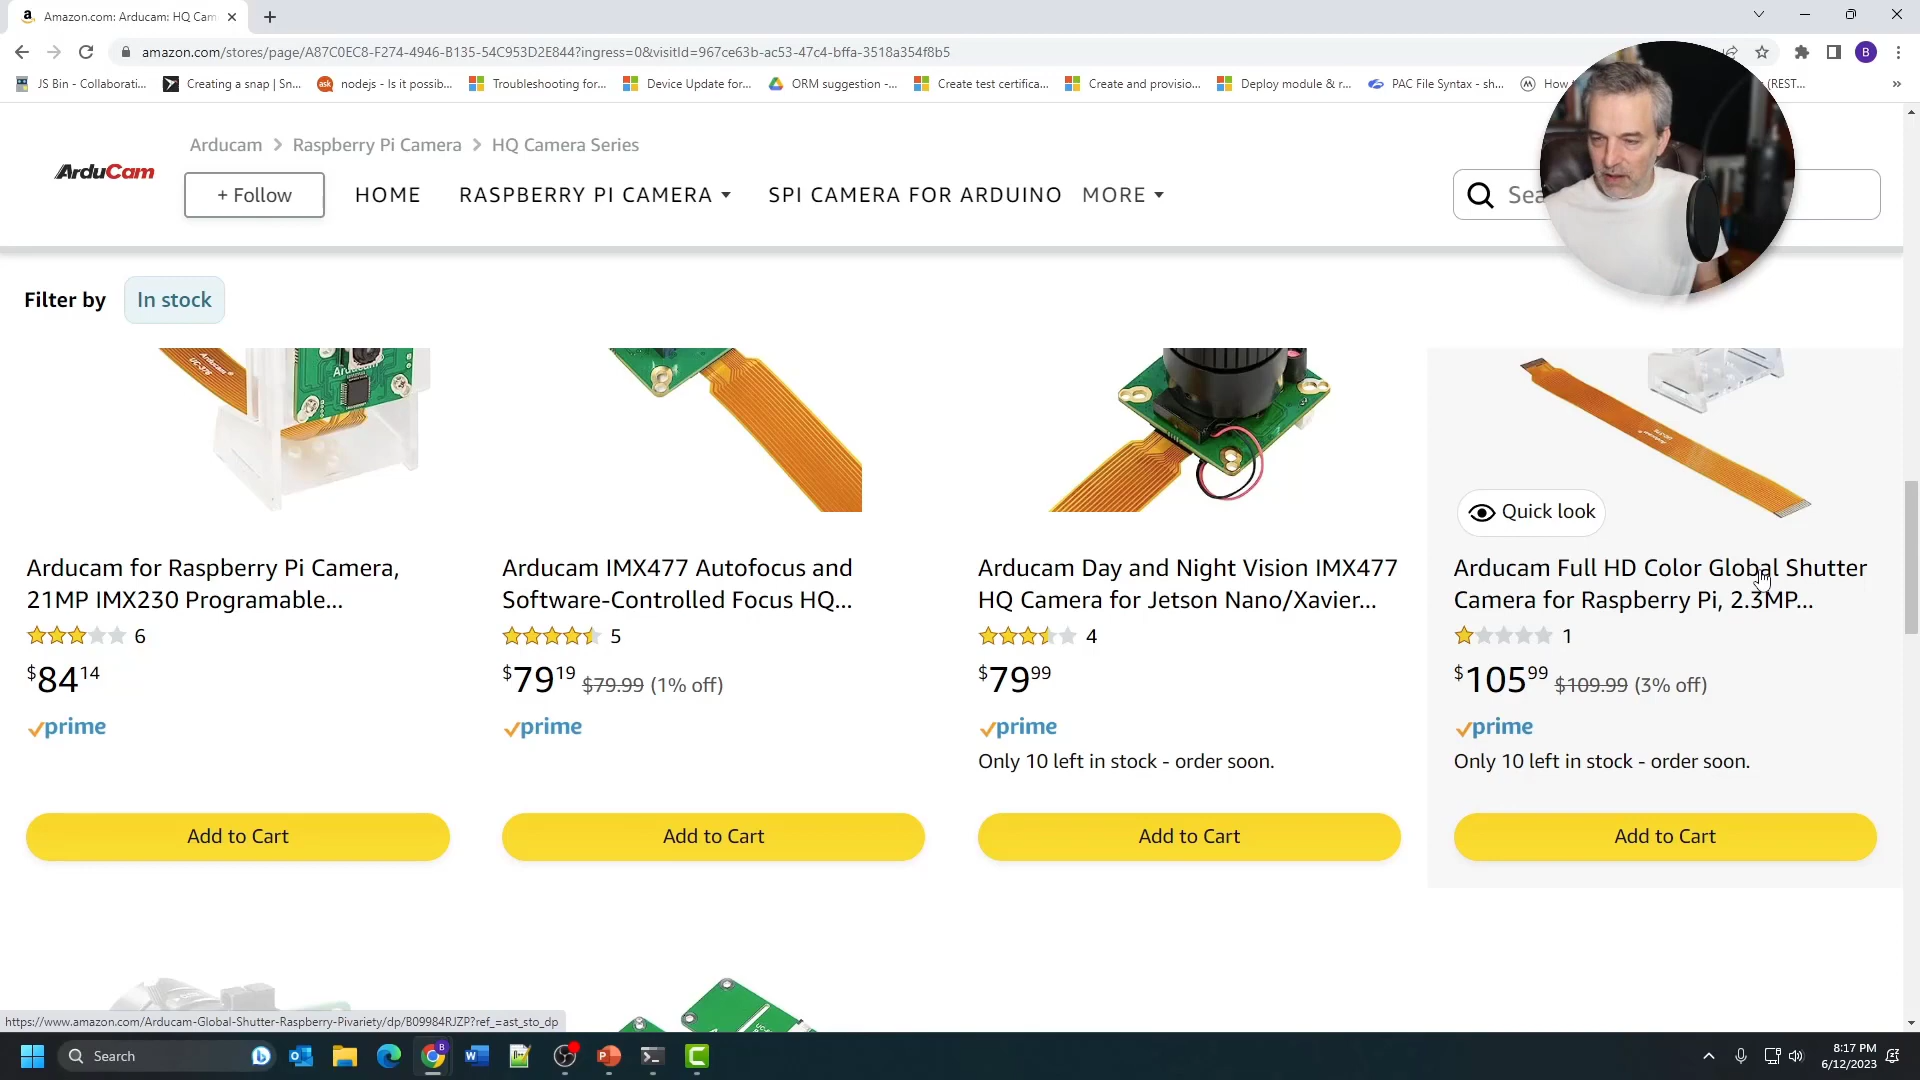 Amazon.com: Arducam: HQ Cam
amazon.com/stores/page/A87C0EC8-F274-4946-B135-54C953D2E844?ingress=0&visitId=967ce63b-ac53-47c4-bffa-3518a354f8b5
B
JS Bin - Collaborati... Creating a snap | Sn... ask nodejs - Is it possib... Troubleshooting for... Device Update for... ORM suggestion -... Create test certifica... Create and provisio... Deploy module & r... PAC File Syntax - sh... How (REST...
Arducam > Raspberry Pi Camera > HQ Camera Series
ArduCam
+ Follow HOME RASPBERRY PI CAMERA SPI CAMERA FOR ARDUINO MORE
Filter by In stock
Quick look
Arducam for Raspberry Pi Camera,
21MP IMX230 Programable...
6
$8414
prime
Add to Cart
Arducam IMX477 Autofocus and
Software-Controlled Focus HQ...
5
$7919 $79.99 (1% off)
prime
Add to Cart
Arducam Day and Night Vision IMX477
HQ Camera for Jetson Nano/Xavier...
4
$7999
prime
Only 10 left in stock - order soon.
Add to Cart
Arducam Full HD Color Global Shutter
Camera for Raspberry Pi, 2.3MP...
1
$10599 $109.99 (3% off)
prime
Only 10 left in stock - order soon.
Add to Cart
https://www.amazon.com/Arducam-Global-Shutter-Raspberry-Pivariety/dp/B09984RJZP?ref_=ast_sto_dp
Search
8:17 PM
6/12/2023